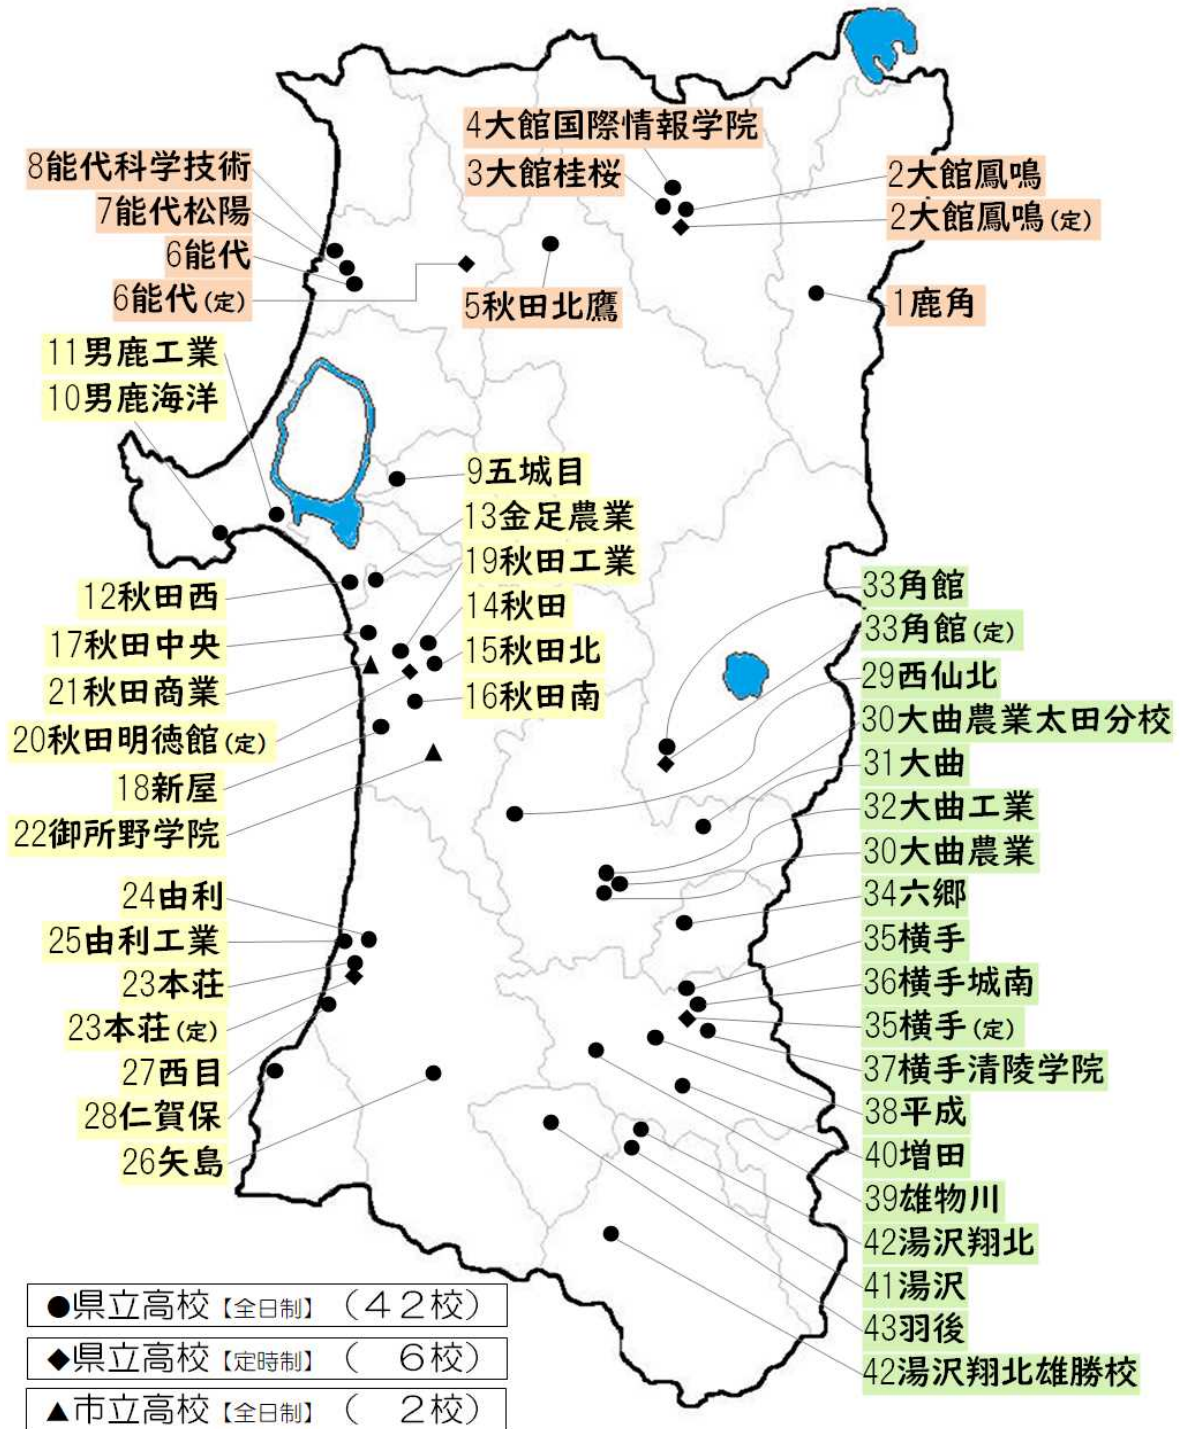 4大館国際情報学院
3大館桂桜
2大館鳳鳴
2大館鳳鳴(定)
8能代科学技術
7能代松陽
6能代
6能代(定)
5秋田北鷹
1鹿角
11男鹿工業
10男鹿海洋
9五城目
13金足農業
19秋田工業
14秋田
15秋田北
16秋田南
12秋田西
17秋田中央
21秋田商業
20秋田明徳館(定)
18新屋
22御所野学院
24由利
25由利工業
23本荘
23本荘(定)
27西目
28仁賀保
26矢島
33角館
33角館(定)
29西仙北
30大曲農業太田分校
31大曲
32大曲工業
30大曲農業
34六郷
35横手
36横手城南
35横手(定)
37横手清陵学院
38平成
40増田
39雄物川
42湯沢翔北
41湯沢
43羽後
42湯沢翔北雄勝校
●県立高校【全日制】（４２校）
◆県立高校【定時制】（　６校）
▲市立高校【全日制】（　２校）